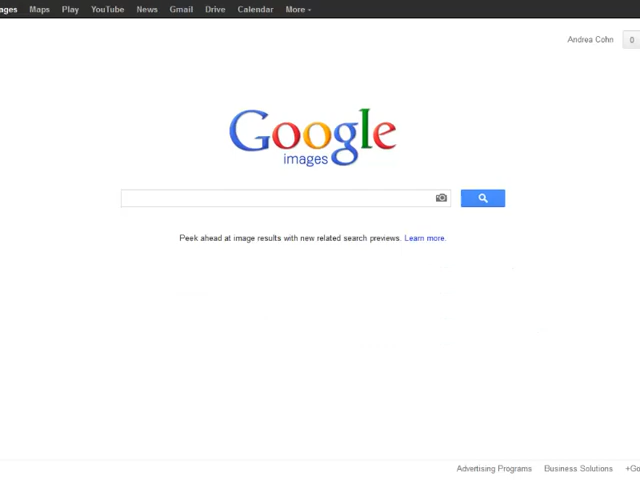 ages Maps Play YouTube News Gmail Drive Calendar More
Andrea Cohn 0
Google
images
Peek ahead at image results with new related search previews. Learn more.
Advertising Programs Business Solutions +Go